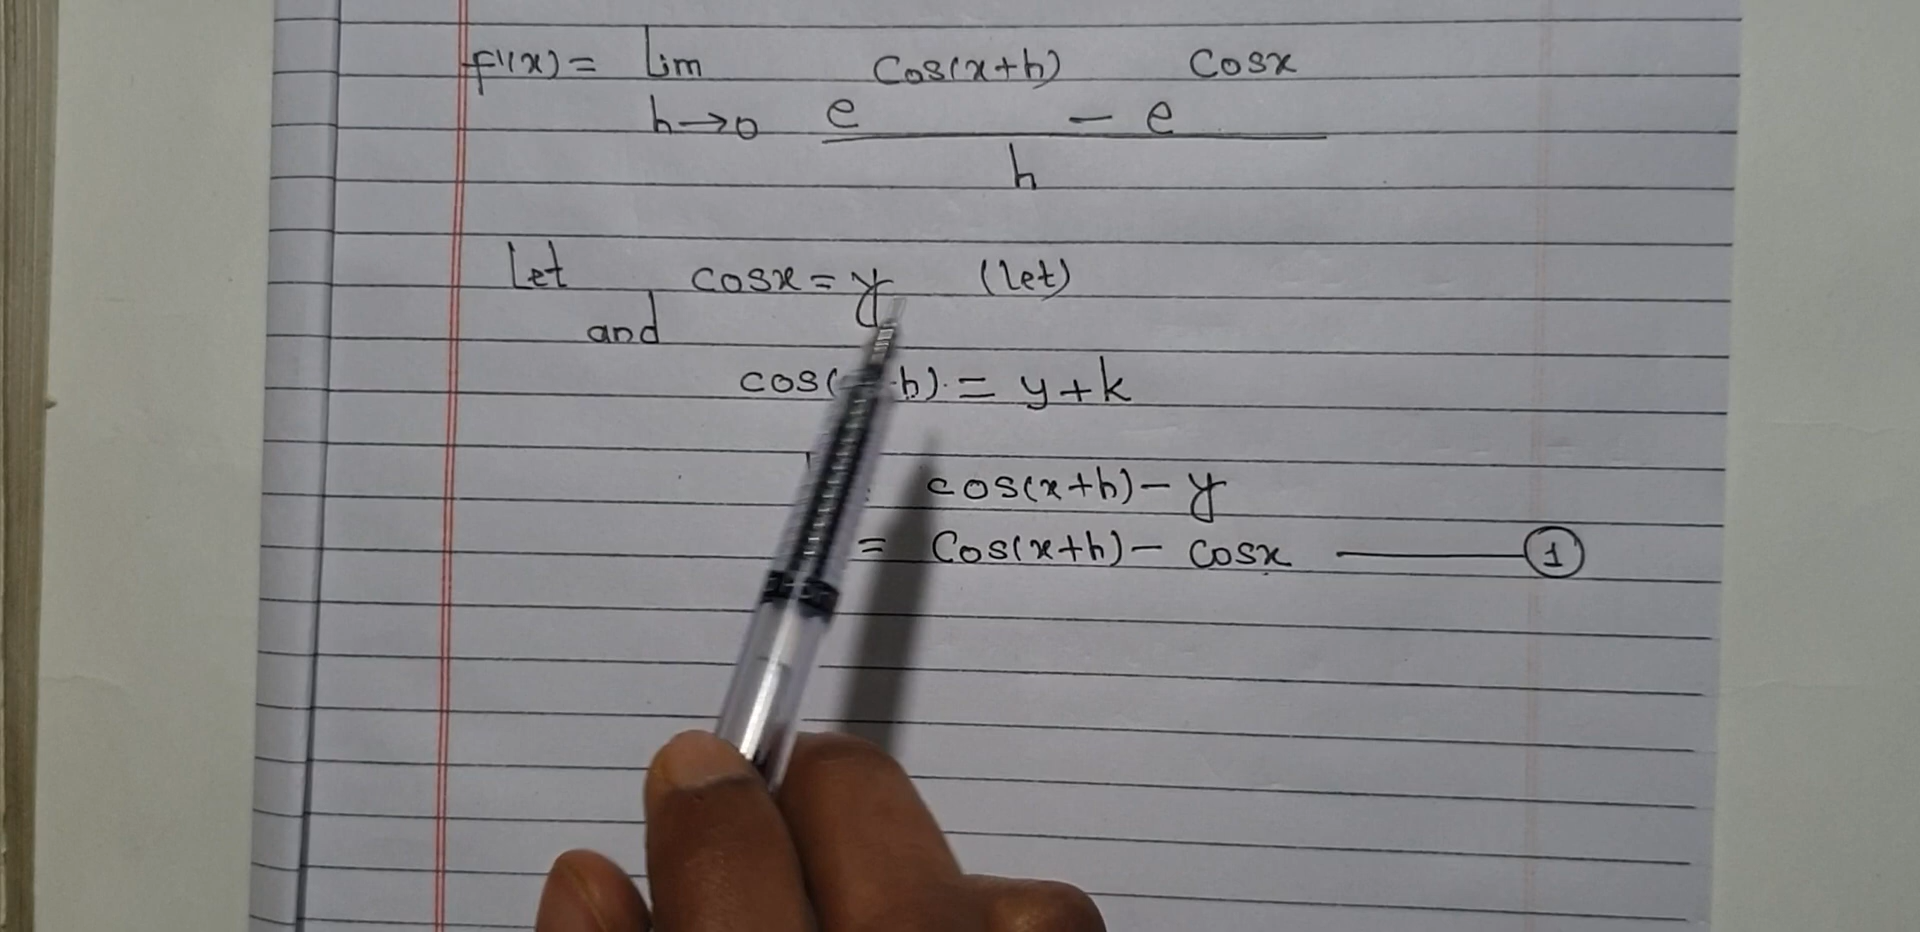 f'(x) = lim cos(x+h) cosx
h→0 e - e
h
Let cosx = y (let)
and
cos( h) = y+k
cos(x+h) - y
= cos(x+h) - cosx 1